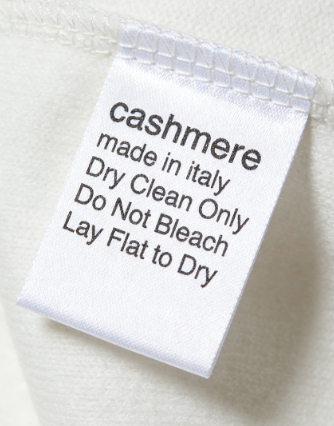 cashmere
made in italy
Dry Clean Only
Do Not Bleach
Lay Flat to Dry